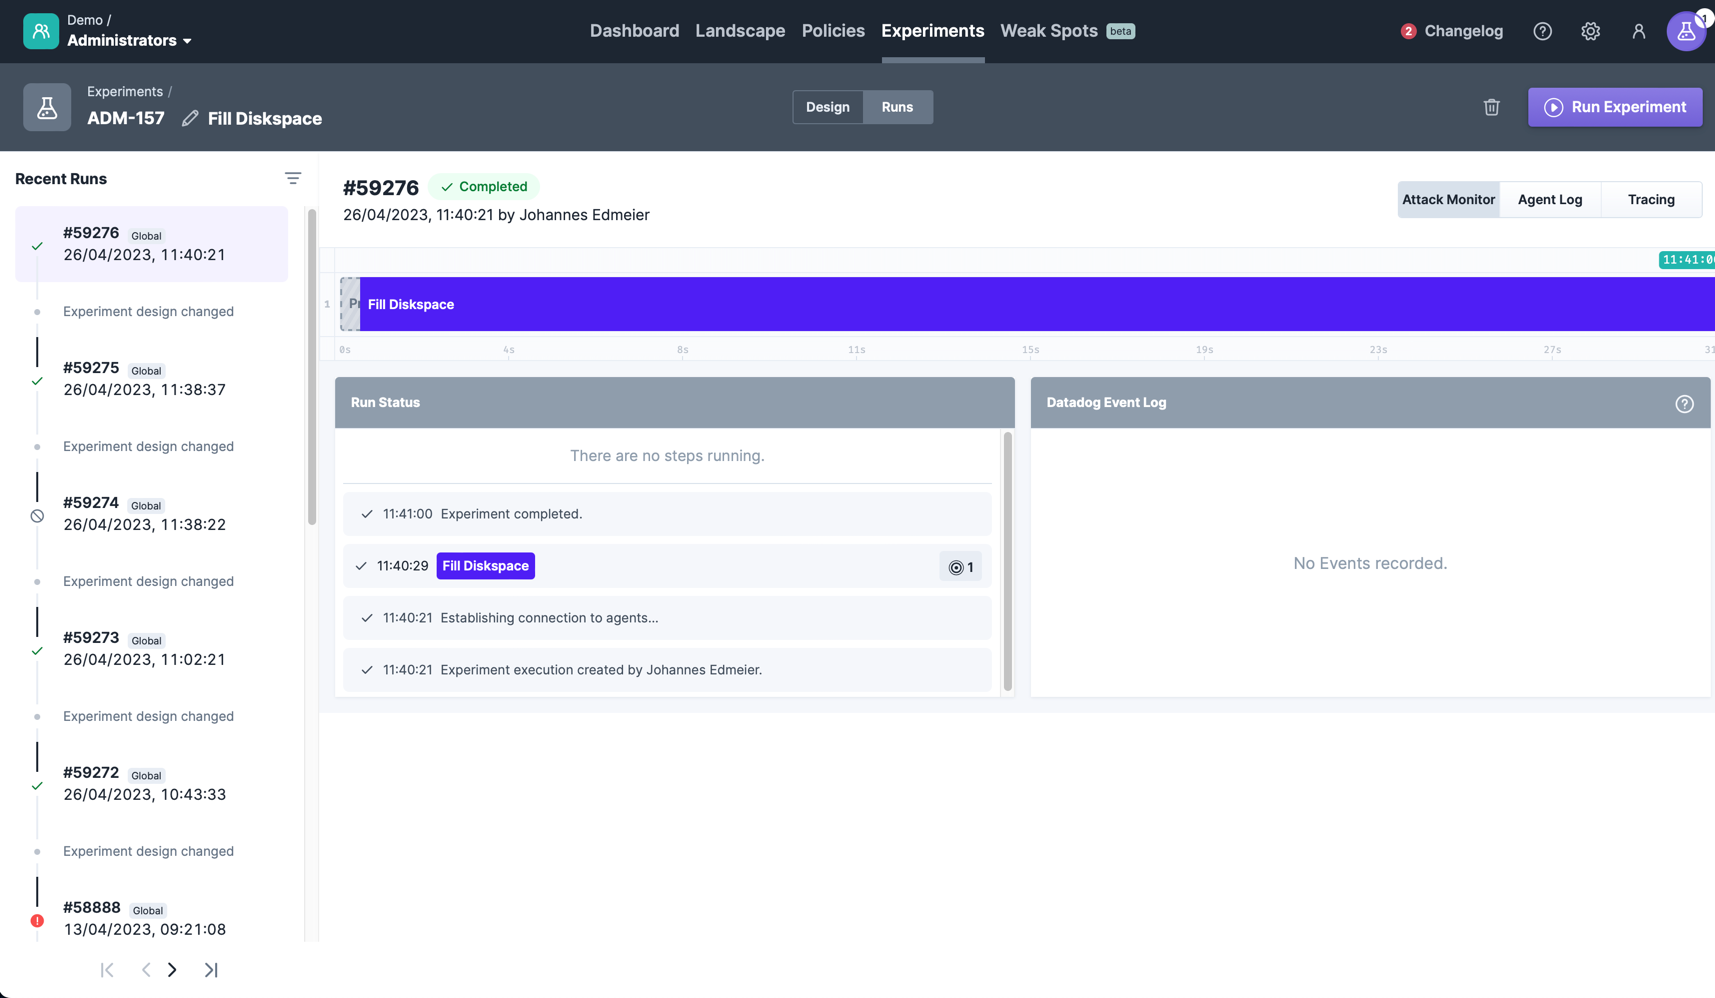 Demo /
Administrators
Dashboard
Landscape
Policies
Experiments
Weak Spots beta
2 Changelog
1
Experiments /
ADM-157 Fill Diskspace
Design
Runs
Run Experiment
Recent Runs
#59276 Global
26/04/2023, 11:40:21
Experiment design changed
#59275 Global
26/04/2023, 11:38:37
Experiment design changed
#59274 Global
26/04/2023, 11:38:22
Experiment design changed
#59273 Global
26/04/2023, 11:02:21
Experiment design changed
#59272 Global
26/04/2023, 10:43:33
Experiment design changed
#58888 Global
13/04/2023, 09:21:08
#59276 Completed
26/04/2023, 11:40:21 by Johannes Edmeier
Attack Monitor
Agent Log
Tracing
11:41:00
1
Pr
Fill Diskspace
0s 4s 8s 11s 15s 19s 23s 27s 31
Run Status
There are no steps running.
11:41:00 Experiment completed.
11:40:29 Fill Diskspace 1
11:40:21 Establishing connection to agents...
11:40:21 Experiment execution created by Johannes Edmeier.
Datadog Event Log
No Events recorded.